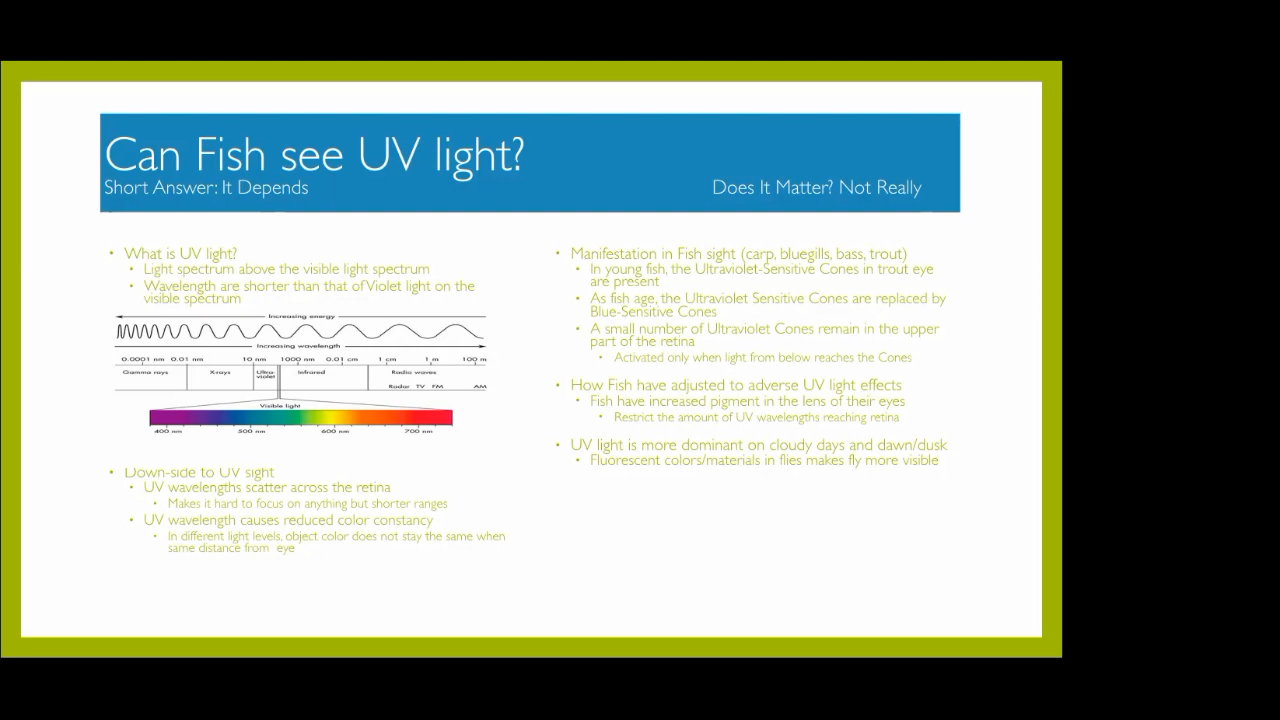 Can Fish see UV light?
Short Answer: It Depends
Does It Matter? Not Really
• What is UV light?
• Light spectrum above the visible light spectrum
• Wavelength are shorter than that of Violet light on the
visible spectrum
Increasing energy
Increasing wavelength
0.0001 nm 0.01 nm 10 nm 1000 nm 0.01 cm 1 cm 1 m 100 m
Gamma rays X-rays Ultra-
violet Infrared Radio waves
Radar TV FM AM
Visible light
400 nm 500 nm 600 nm 700 nm
• Down-side to UV sight
• UV wavelengths scatter across the retina
• Makes it hard to focus on anything but shorter ranges
• UV wavelength causes reduced color constancy
• In different light levels, object color does not stay the same when
same distance from eye
• Manifestation in Fish sight (carp, bluegills, bass, trout)
• In young fish, the Ultraviolet-Sensitive Cones in trout eye
are present
• As fish age, the Ultraviolet Sensitive Cones are replaced by
Blue-Sensitive Cones
• A small number of Ultraviolet Cones remain in the upper
part of the retina
• Activated only when light from below reaches the Cones
• How Fish have adjusted to adverse UV light effects
• Fish have increased pigment in the lens of their eyes
• Restrict the amount of UV wavelengths reaching retina
• UV light is more dominant on cloudy days and dawn/dusk
• Fluorescent colors/materials in flies makes fly more visible